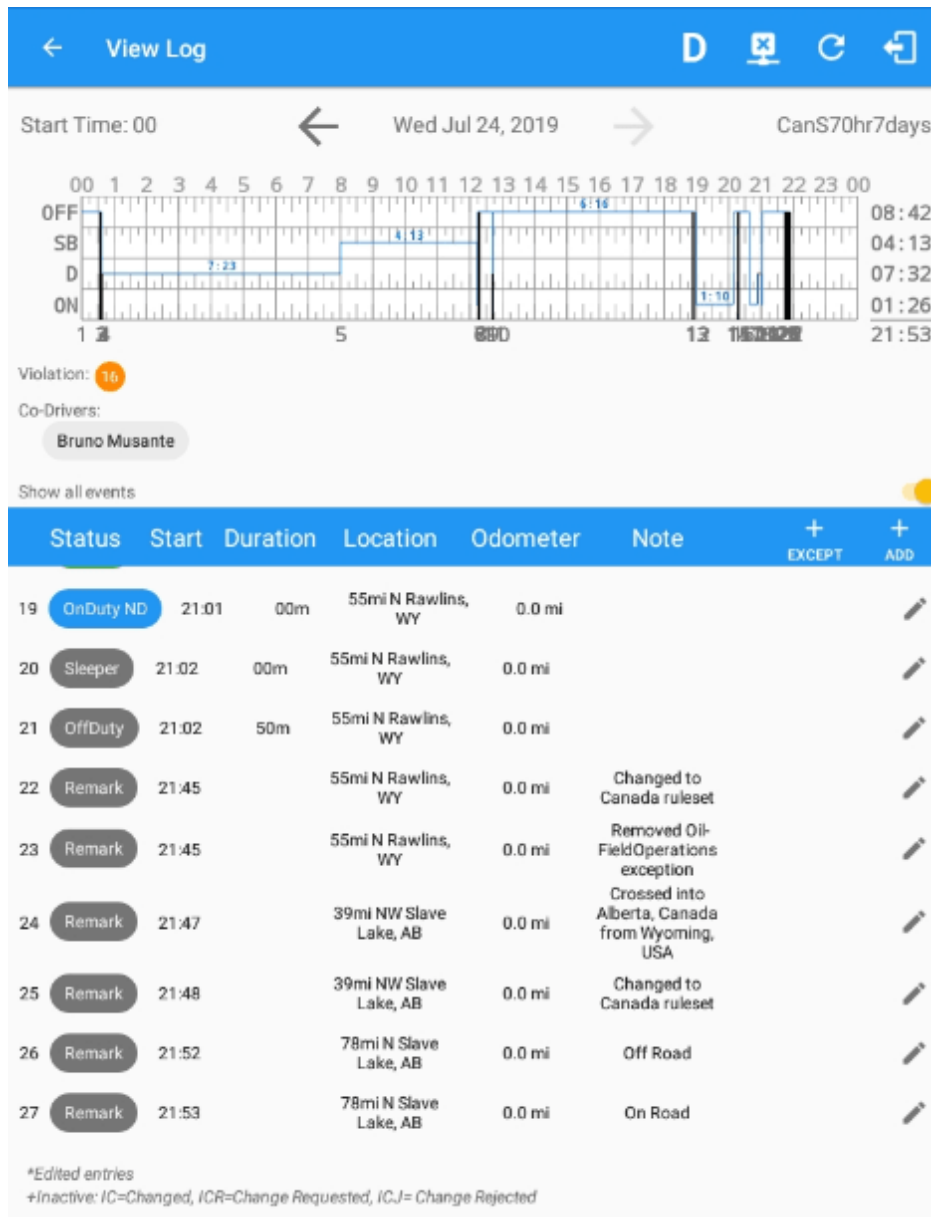 View Log D
Start Time: 00 Wed Jul 24, 2019 CanS70hr7days
00 1 2 3 4 5 6 7 8 9 10 11 12 13 14 15 16 17 18 19 20 21 22 23 00
OFF 6:16 08:42
SB 4:13 04:13
D 7:23 07:32
ON 1:10 01:26
1 5 13 21:53
Violation: 16
Co-Drivers:
Bruno Musante
Show all events
Status Start Duration Location Odometer Note + EXCEPT + ADD
19 OnDuty ND 21:01 00m 55mi N Rawlins, WY 0.0 mi
20 Sleeper 21:02 00m 55mi N Rawlins, WY 0.0 mi
21 OffDuty 21:02 50m 55mi N Rawlins, WY 0.0 mi
22 Remark 21:45 55mi N Rawlins, WY 0.0 mi Changed to Canada ruleset
23 Remark 21:45 55mi N Rawlins, WY 0.0 mi Removed Oil-FieldOperations exception
24 Remark 21:47 39mi NW Slave Lake, AB 0.0 mi Crossed into Alberta, Canada from Wyoming, USA
25 Remark 21:48 39mi NW Slave Lake, AB 0.0 mi Changed to Canada ruleset
26 Remark 21:52 78mi N Slave Lake, AB 0.0 mi Off Road
27 Remark 21:53 78mi N Slave Lake, AB 0.0 mi On Road
*Edited entries
+Inactive: IC=Changed, ICR=Change Requested, ICJ= Change Rejected